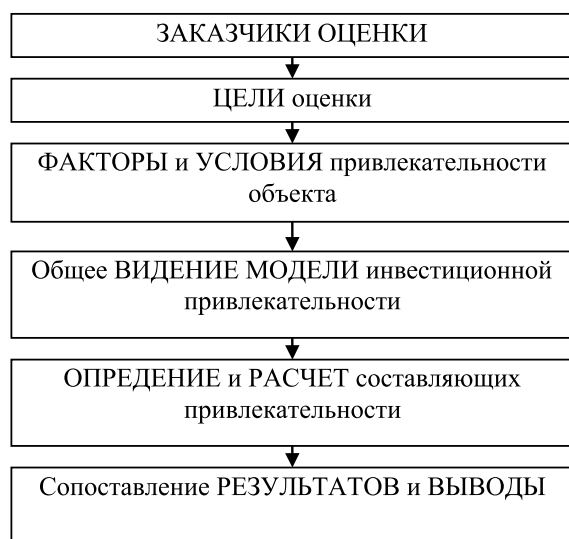 ЗАКАЗЧИКИ ОЦЕНКИ
ЦЕЛИ оценки
ФАКТОРЫ и УСЛОВИЯ привлекательности
объекта
Общее ВИДЕНИЕ МОДЕЛИ инвестиционной
привлекательности
ОПРЕДЕНИЕ и РАСЧЕТ составляющих
привлекательности
Сопоставление РЕЗУЛЬТАТОВ и ВЫВОДЫ